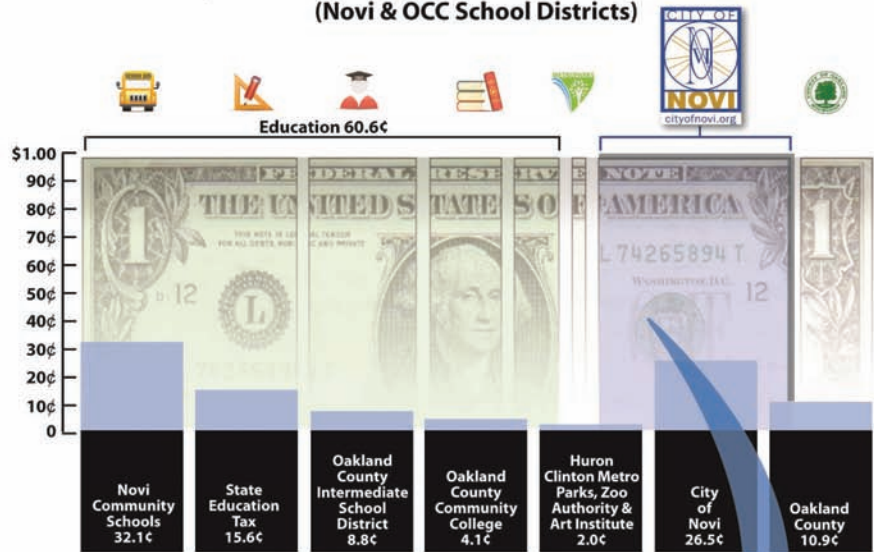 (Novi & OCC School Districts)
CITY OF
NOVI
cityofnovi.org
Education 60.6¢
$1.00
90¢
80¢
70¢
60¢
50¢
40¢
30¢
20¢
10¢
0
FEDERAL RESERVE NOTE
THE UNITED STATES OF AMERICA
L 74265894 T
WASHINGTON, D.C.
12
12
L
1
1
Novi
Community
Schools
32.1¢
State
Education
Tax
15.6¢
Oakland
County
Intermediate
School
District
8.8¢
Oakland
County
Community
College
4.1¢
Huron
Clinton Metro
Parks, Zoo
Authority &
Art Institute
2.0¢
City
of
Novi
26.5¢
Oakland
County
10.9¢